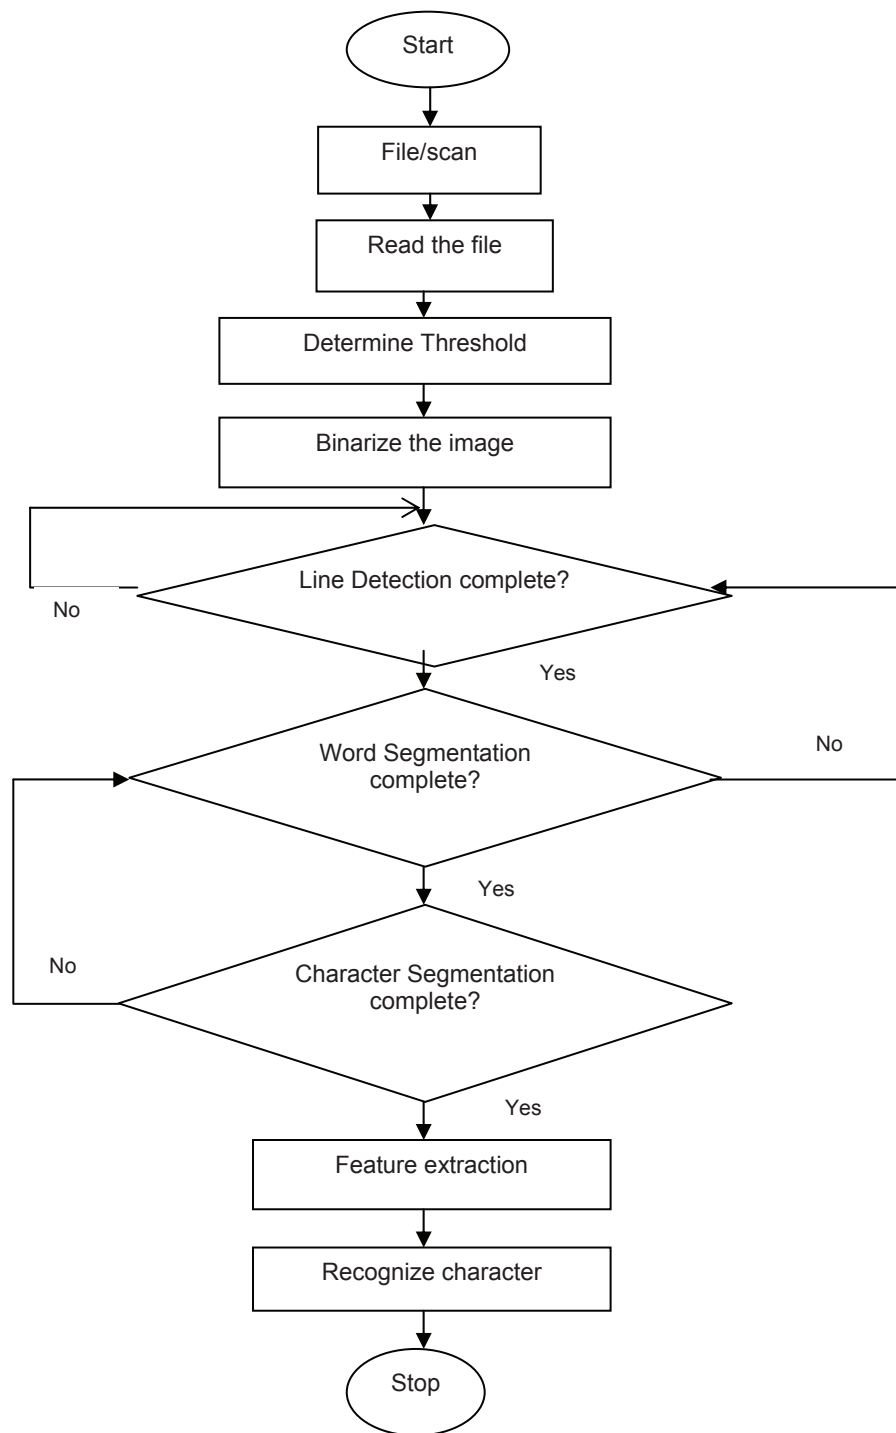 Start
File/scan
Read the file
Determine Threshold
Binarize the image
Line Detection complete?
No
Yes
Word Segmentation
complete?
No
Yes
Character Segmentation
complete?
No
Yes
Feature extraction
Recognize character
Stop